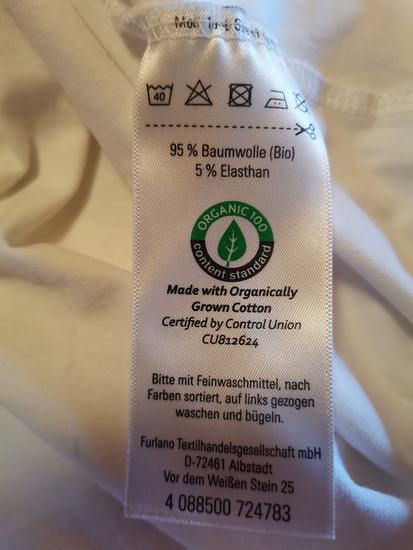 40
95 % Baumwolle (Bio)
5 % Elasthan
ORGANIC 100
content standard
Made with Organically
Grown Cotton
Certified by Control Union
CU812624
Bitte mit Feinwaschmittel, nach
Farben sortiert, auf links gezogen
waschen und bügeln.
Furlano Textilhandelsgesellschaft mbH
D-72461 Albstadt
Vor dem Weißen Stein 25
4 088500 724783